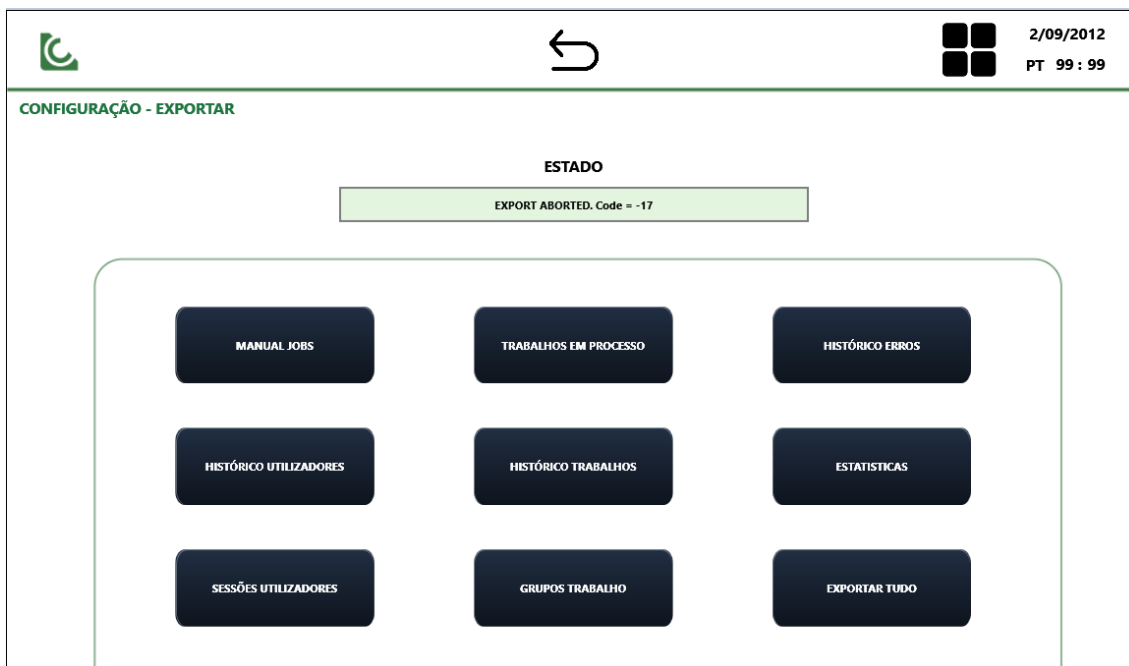 2/09/2012
PT 99 : 99
CONFIGURAÇÃO - EXPORTAR
ESTADO
EXPORT ABORTED. Code = -17
MANUAL JOBS
TRABALHOS EM PROCESSO
HISTÓRICO ERROS
HISTÓRICO UTILIZADORES
HISTÓRICO TRABALHOS
ESTATISTICAS
SESSÕES UTILIZADORES
GRUPOS TRABALHO
EXPORTAR TUDO